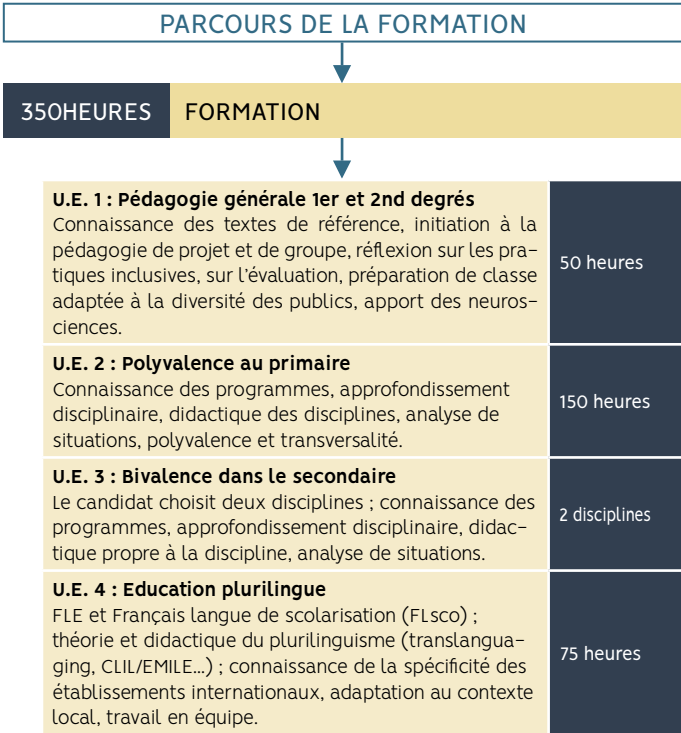 PARCOURS DE LA FORMATION
350HEURES FORMATION
U.E. 1 : Pédagogie générale 1er et 2nd degrés
Connaissance des textes de référence, initiation à la
pédagogie de projet et de groupe, réflexion sur les pra-
tiques inclusives, sur l'évaluation, préparation de classe
adaptée à la diversité des publics, apport des neuros-
ciences.
50 heures
U.E. 2 : Polyvalence au primaire
Connaissance des programmes, approfondissement
disciplinaire, didactique des disciplines, analyse de
situations, polyvalence et transversalité.
150 heures
U.E. 3 : Bivalence dans le secondaire
Le candidat choisit deux disciplines ; connaissance des
programmes, approfondissement disciplinaire, didac-
tique propre à la discipline, analyse de situations.
2 disciplines
U.E. 4 : Education plurilingue
FLE et Français langue de scolarisation (FLsco) ;
théorie et didactique du plurilinguisme (translangua-
ging, CLIL/EMILE…) ; connaissance de la spécificité des
établissements internationaux, adaptation au contexte
local, travail en équipe.
75 heures